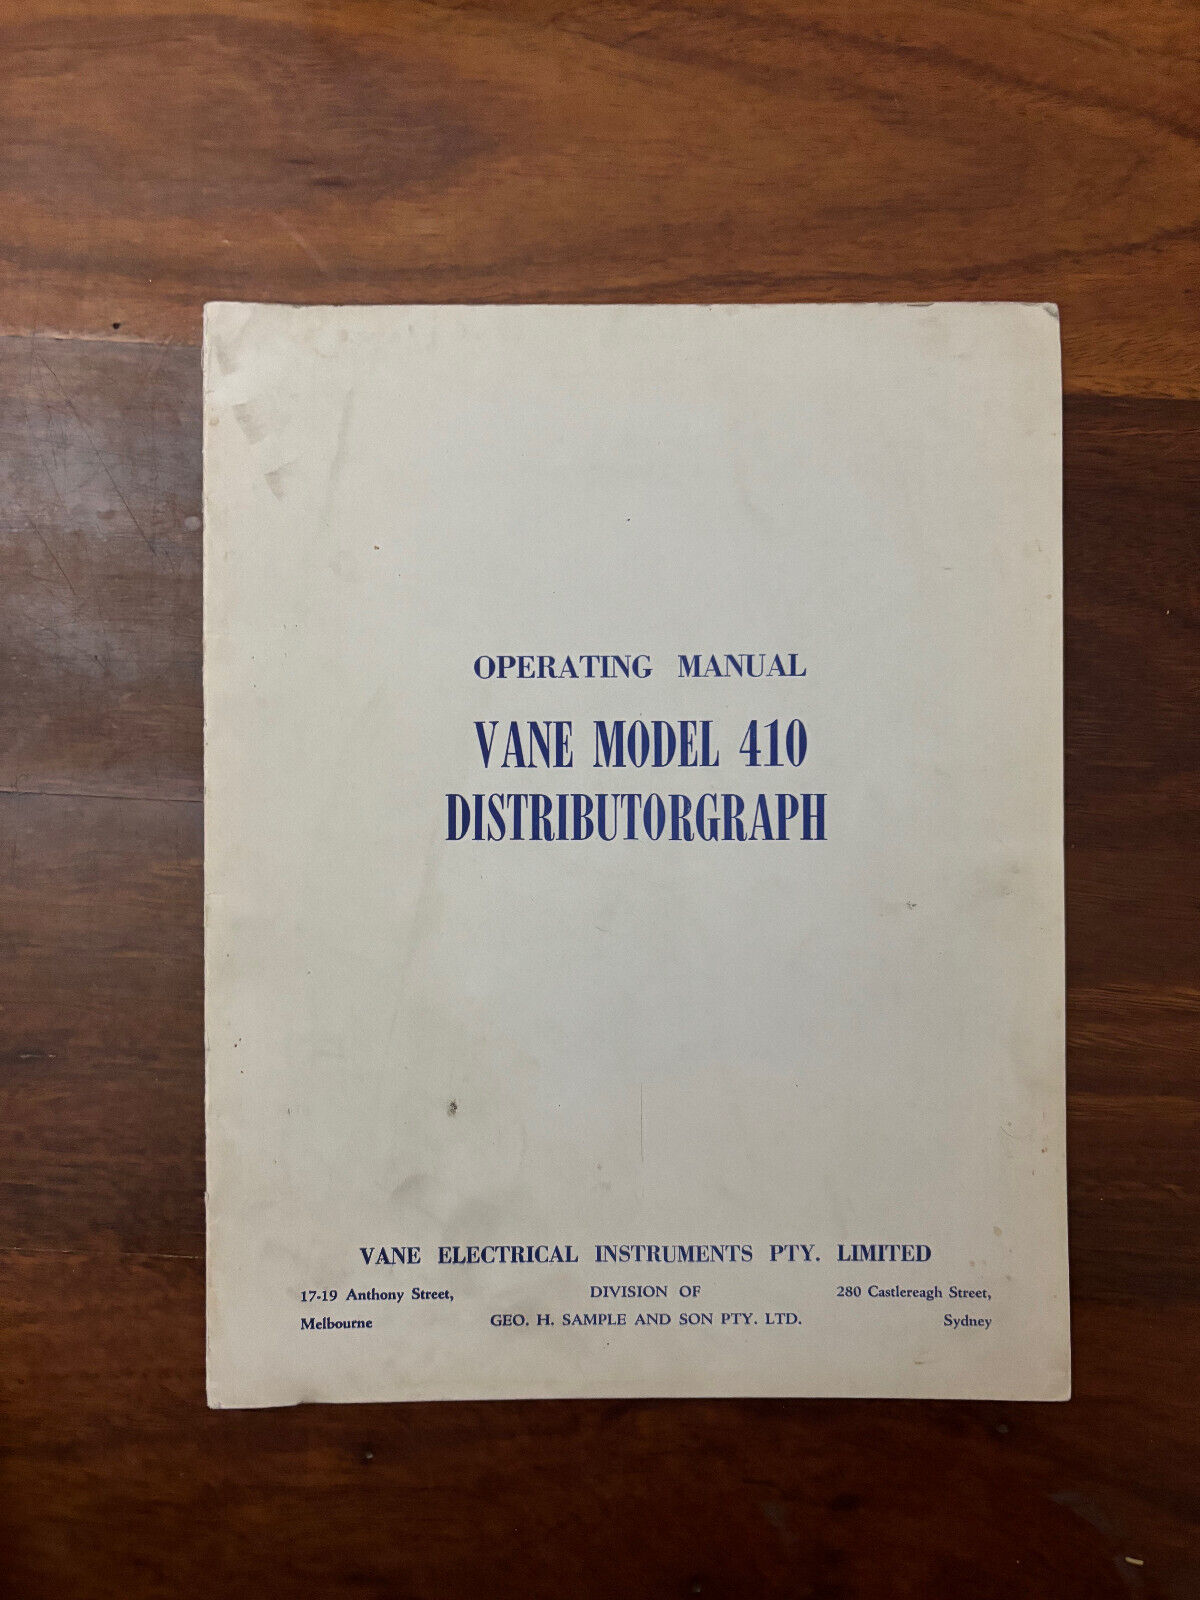 OPERATING MANUAL
VANE MODEL 410
DISTRIBUTORGRAPH
VANE ELECTRICAL INSTRUMENTS PTY. LIMITED
17-19 Anthony Street,
Melbourne
DIVISION OF
GEO. H. SAMPLE AND SON PTY. LTD.
280 Castlereagh Street,
Sydney